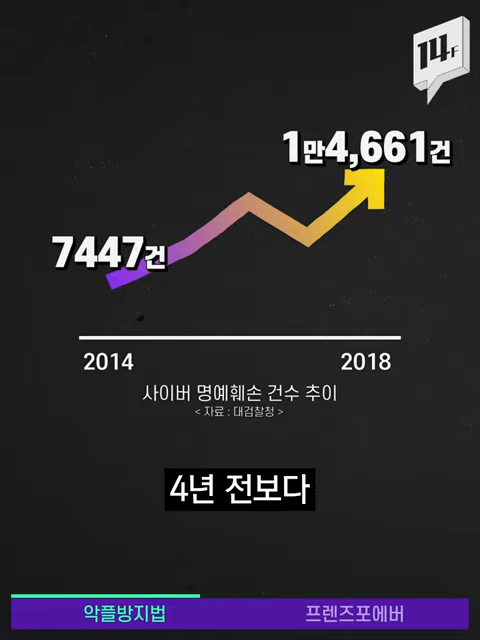 14F
1만4,661건
7447건
2014
2018
사이버 명예훼손 건수 추이
< 자료 : 대검찰청 >
4년 전보다
악플방지법
프렌즈포에버